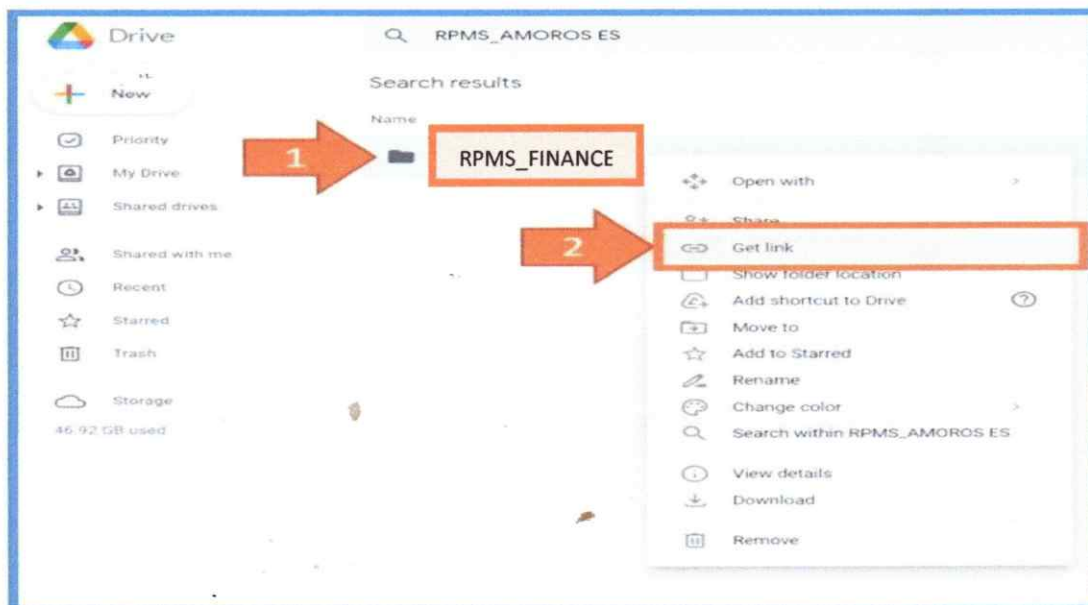 Drive
RPMS_AMOROS ES
New
Search results
Name
Priority
My Drive
Shared drives
Shared with me
Recent
Starred
Trash
Storage
46.92 GB used
1
RPMS_FINANCE
Open with
Share
2
Get link
Show folder location
Add shortcut to Drive
Move to
Add to Starred
Rename
Change color
Search within RPMS_AMOROS ES
View details
Download
Remove